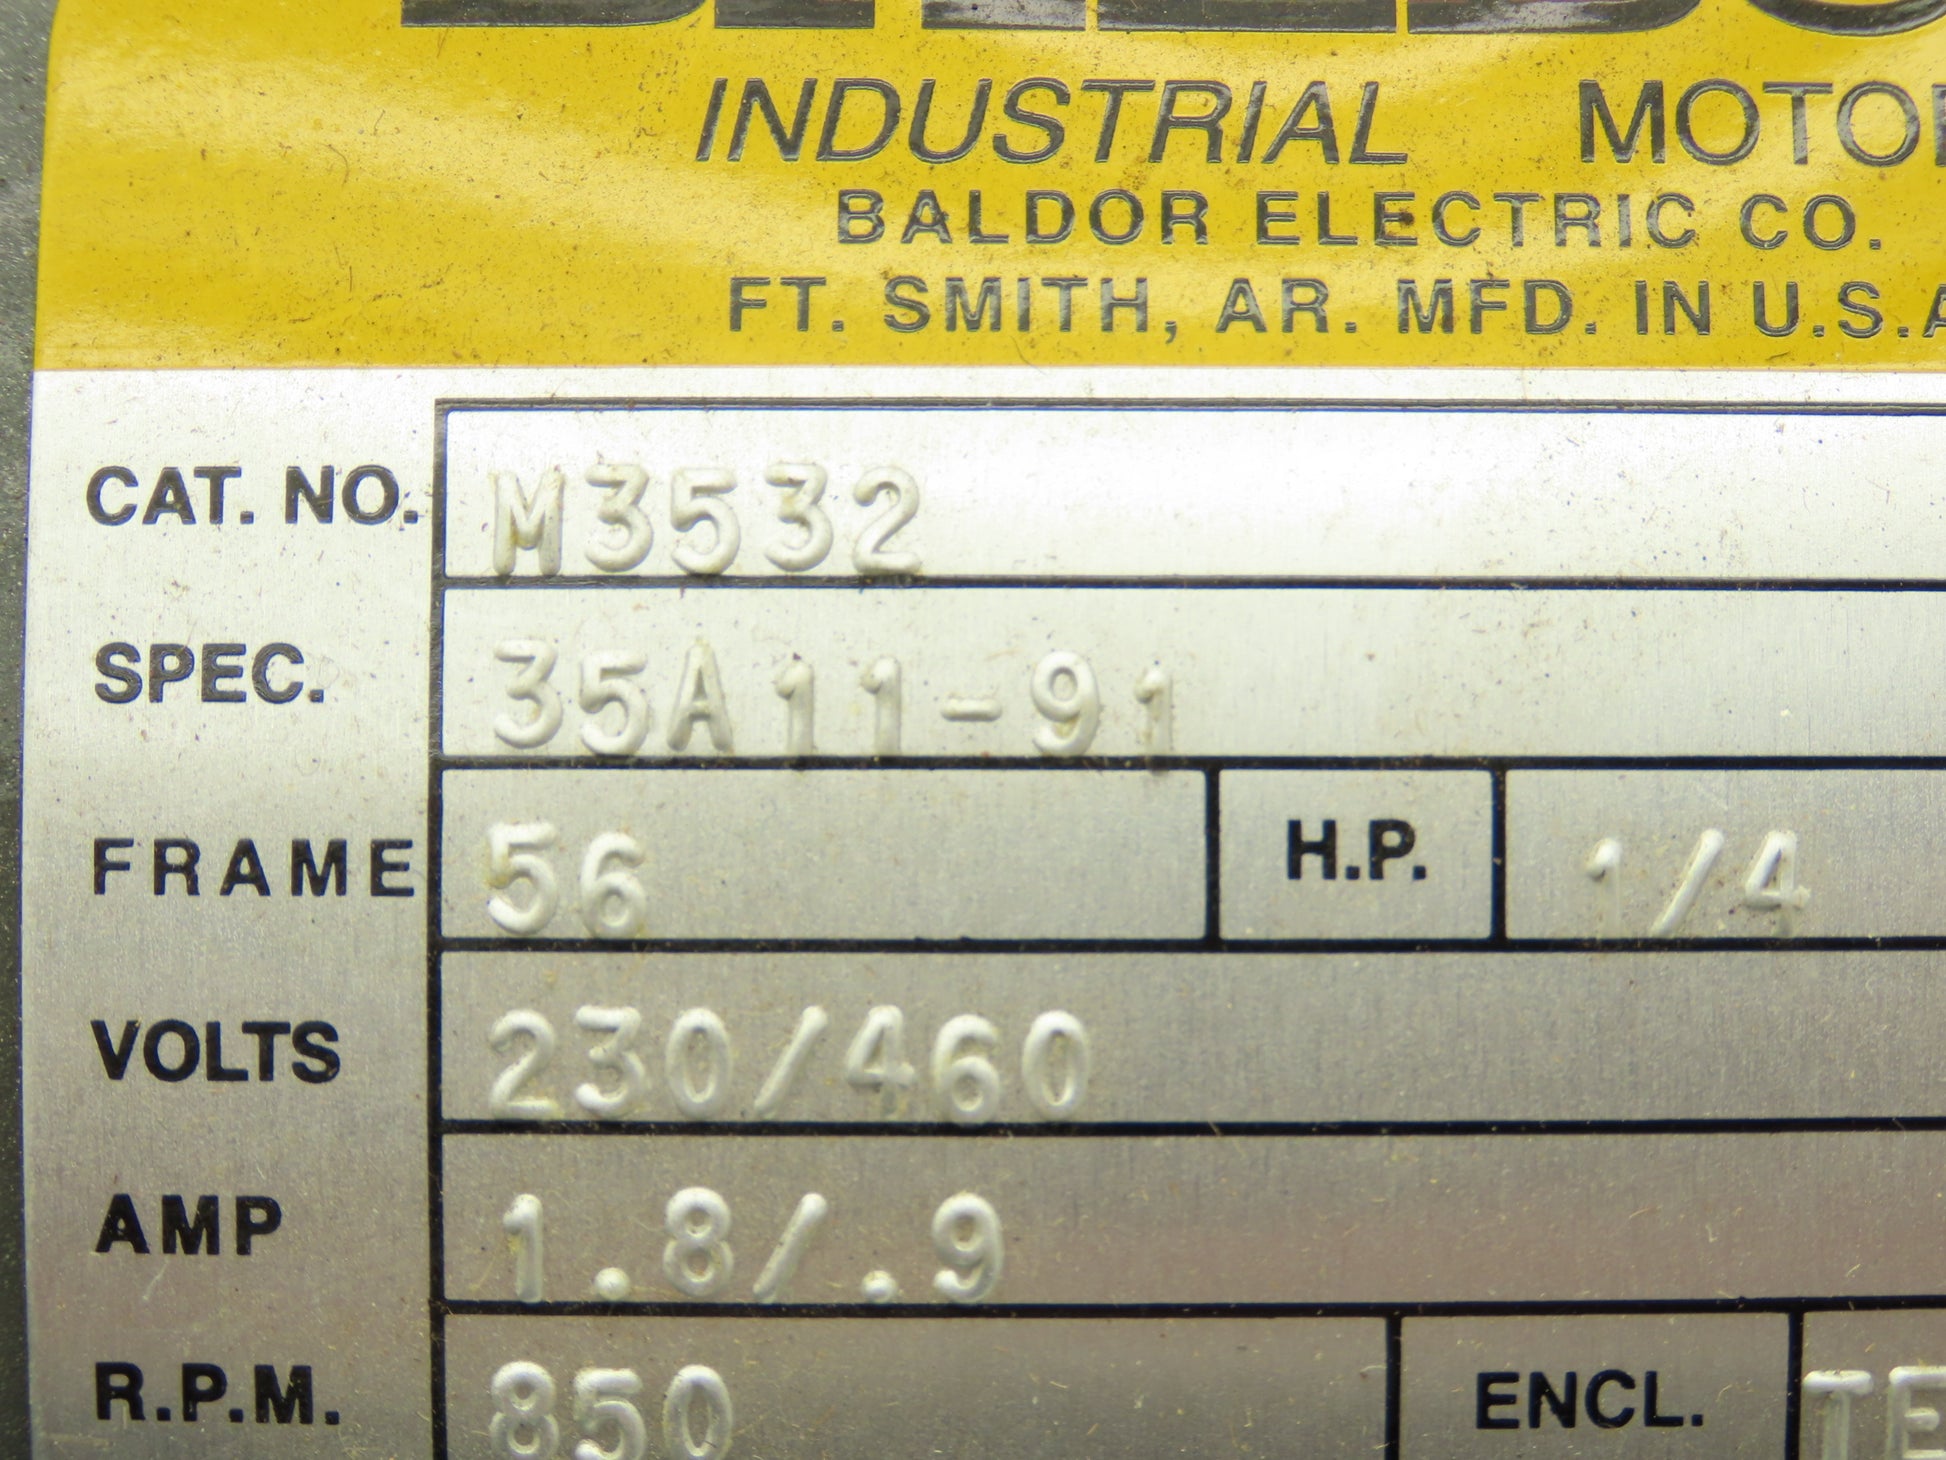 INDUSTRIAL MOTOR
BALDOR ELECTRIC CO.
FT. SMITH, AR. MFD. IN U.S.A
CAT. NO. M3532
SPEC. 35A11-91
FRAME 56 H.P. 1/4
VOLTS 230/460
AMP 1.8/.9
R.P.M. 850 ENCL. TE